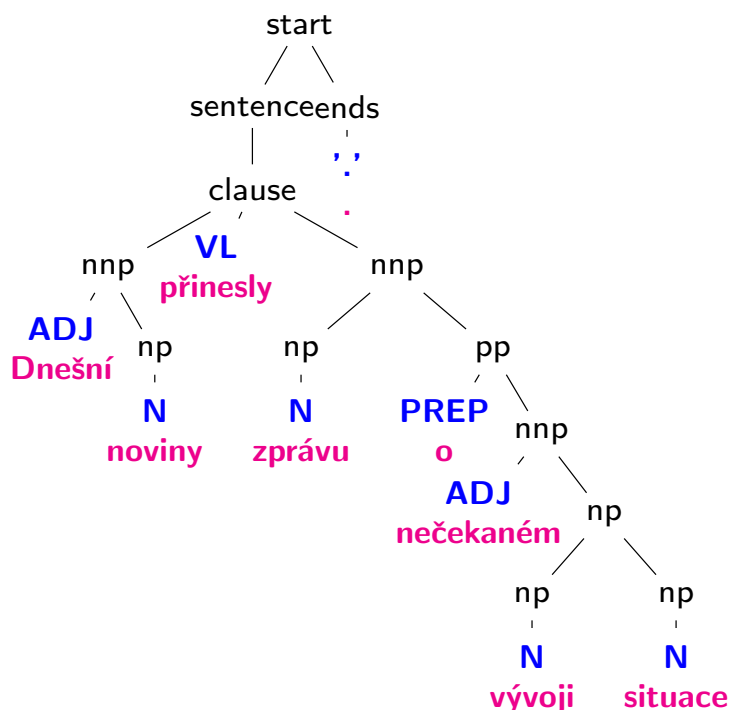 start
sentence ends
'.'
clause .
VL
nnp přinesly nnp
ADJ np np pp
Dnešní
N N PREP nnp
noviny zprávu o
ADJ np
nečekaném
np np
N N
vývoji situace